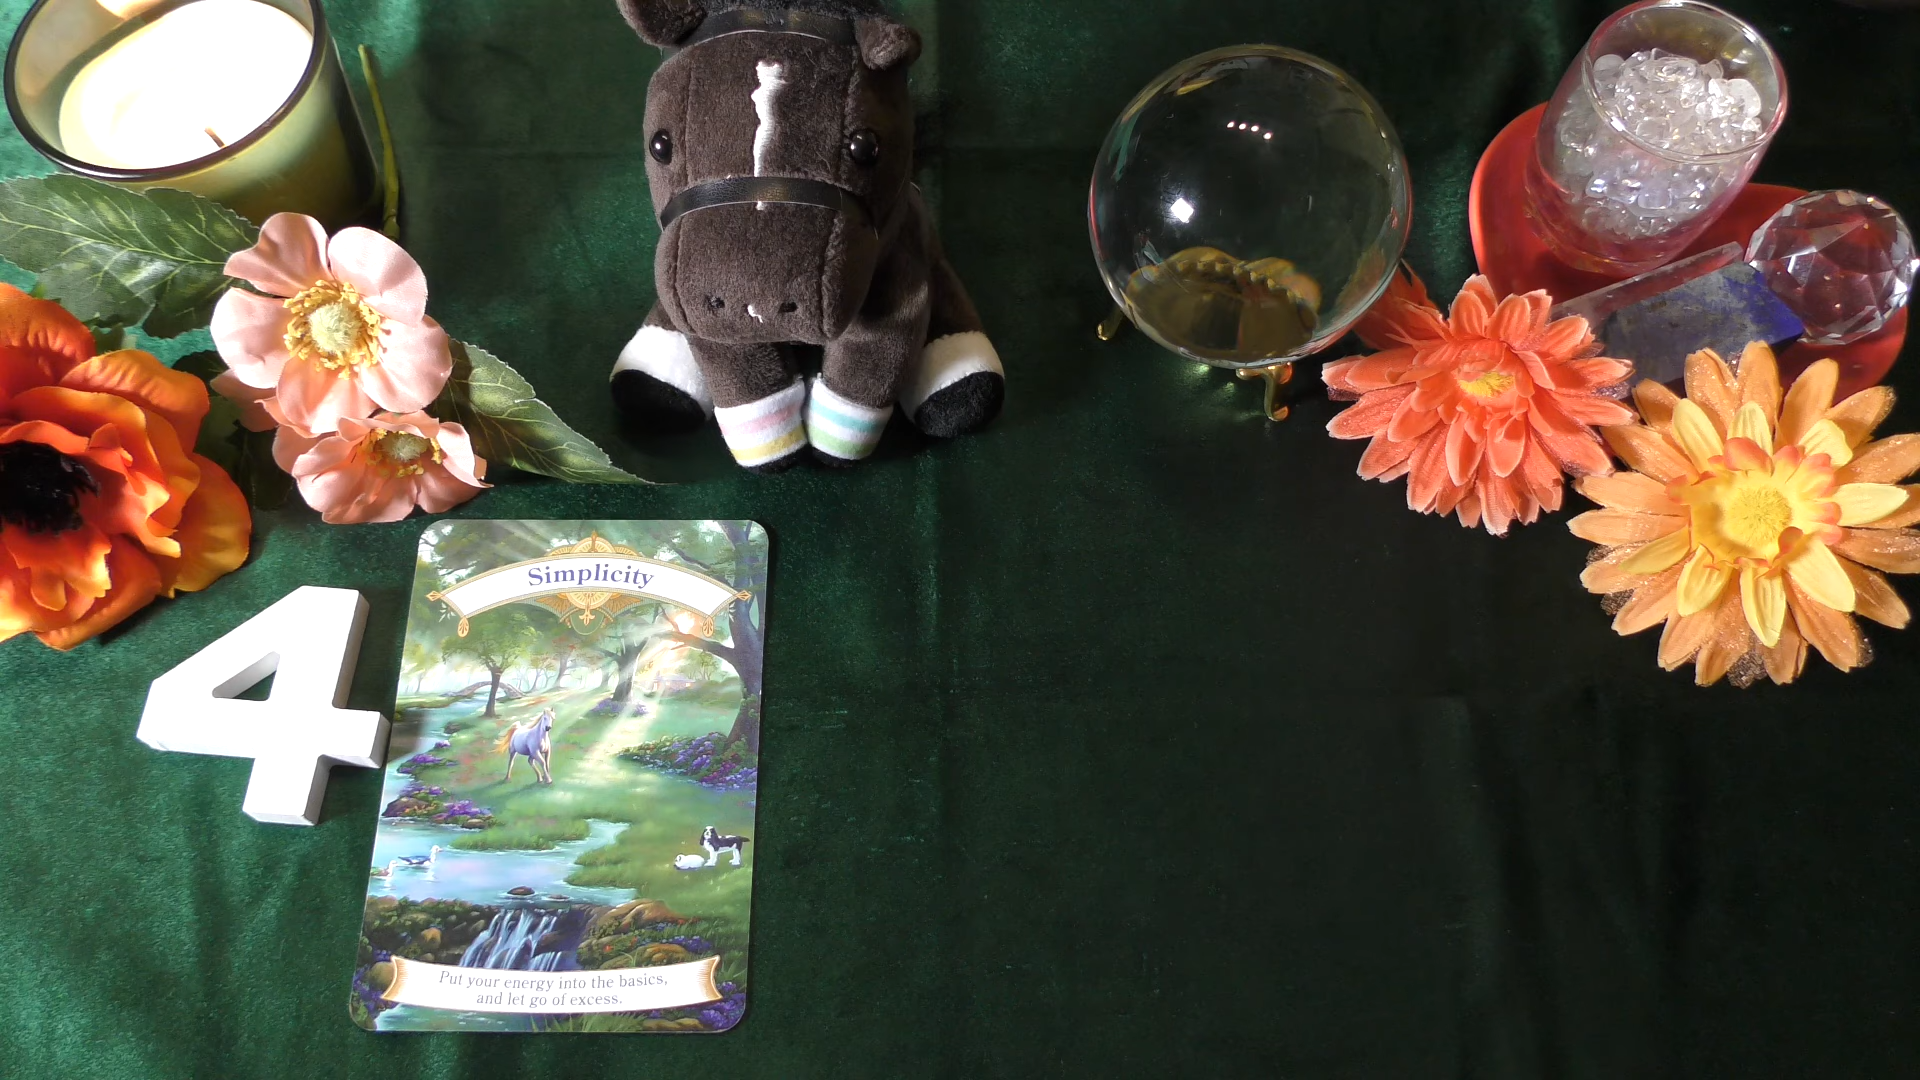 4
Simplicity
Put your energy into the basics,
and let go of excess.